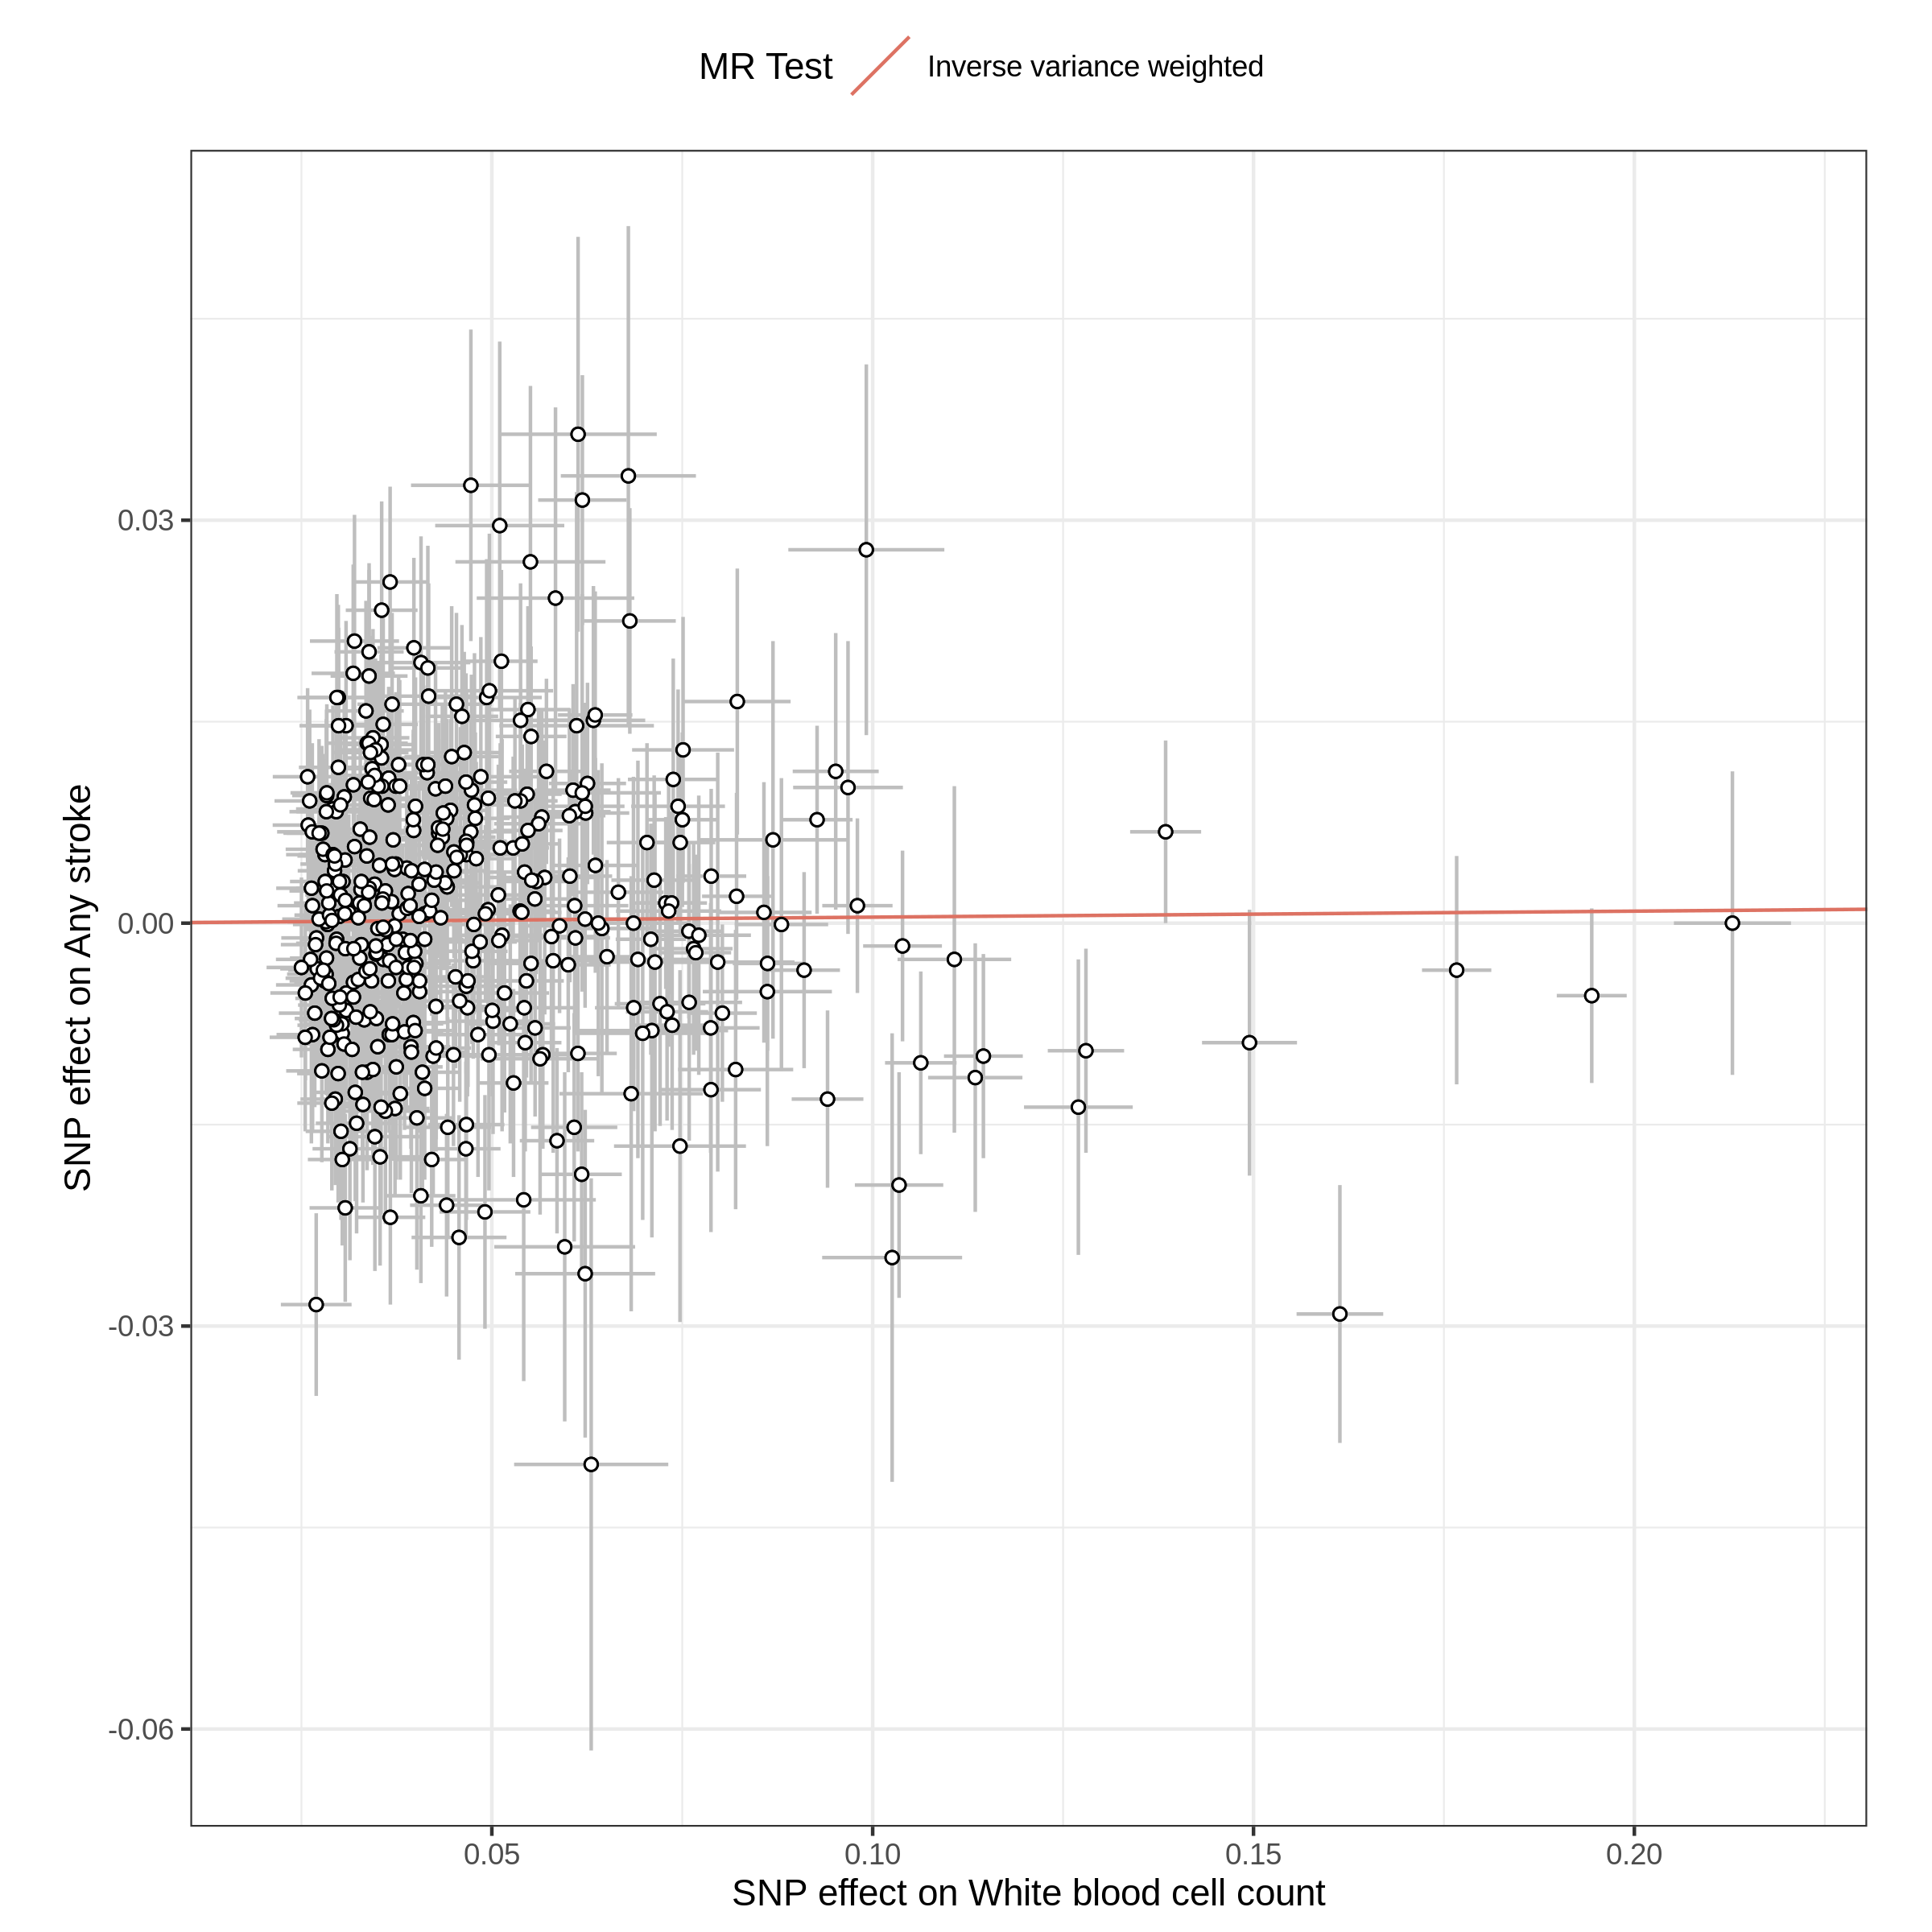 MR Test
Inverse variance weighted
SNP effect on Any stroke
0.03
0.00
-0.03
-0.06
0.05
0.10
0.15
0.20
SNP effect on White blood cell count